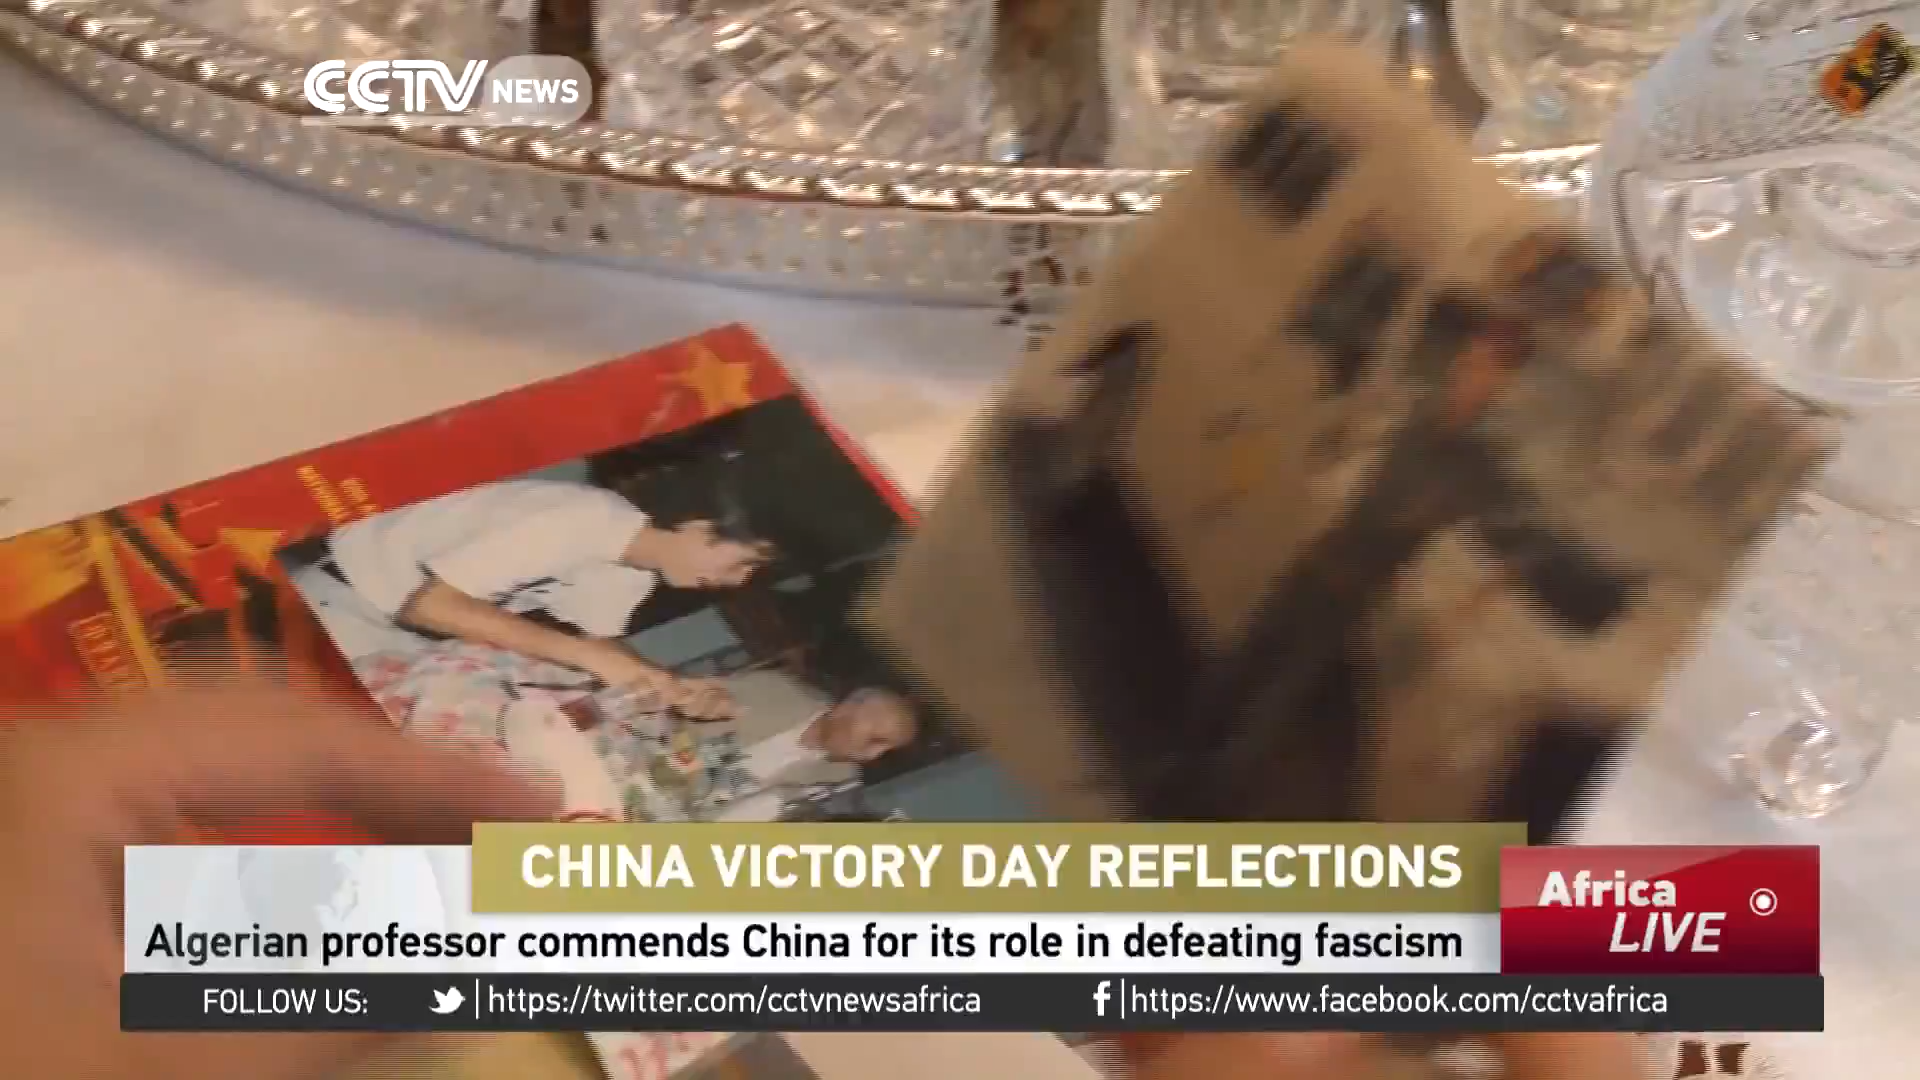 CCTV NEWS
CHINA VICTORY DAY REFLECTIONS
Africa
LIVE
Algerian professor commends China for its role in defeating fascism
FOLLOW US: https://twitter.com/cctvnewsafrica f https://www.facebook.com/cctvafrica